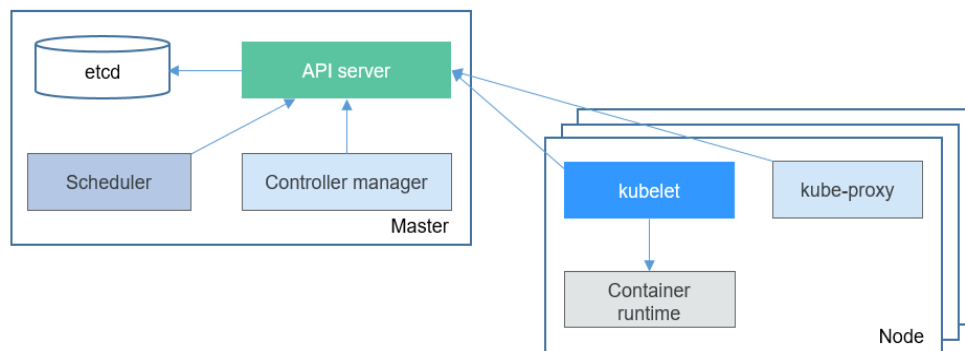 etcd
API server
Scheduler
Controller manager
Master
kubelet
kube-proxy
Container
runtime
Node